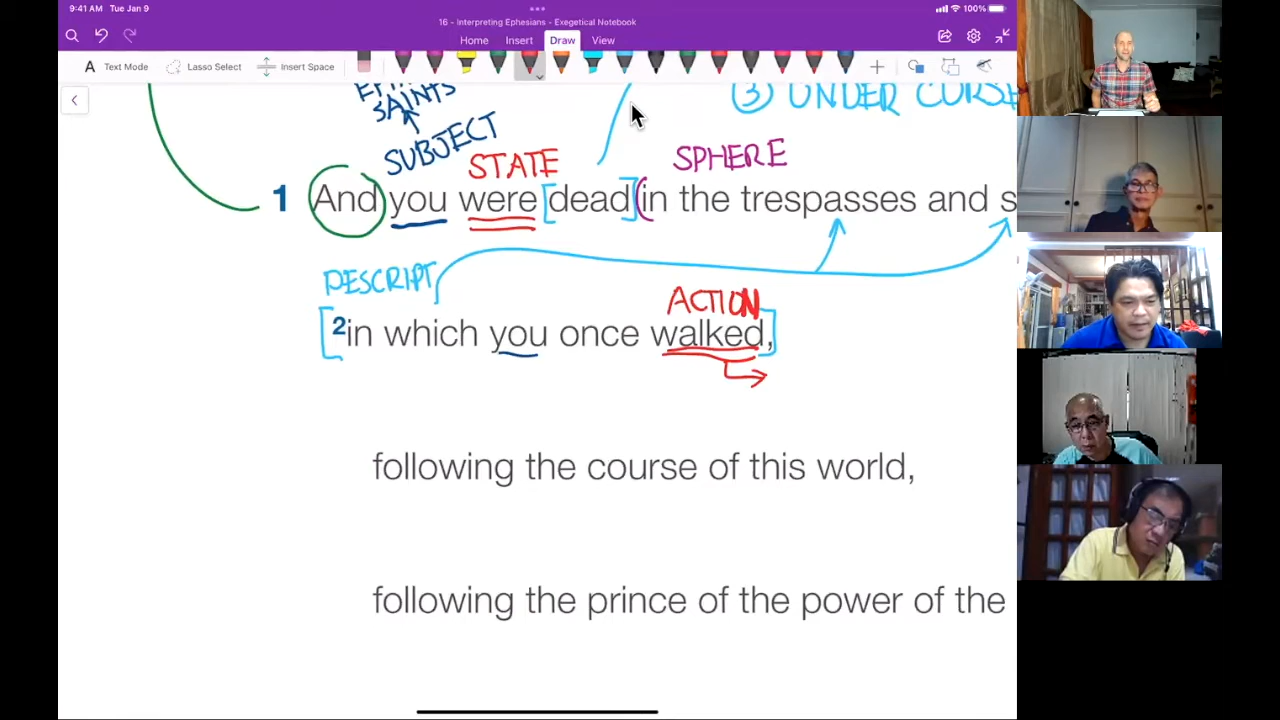 9:41 AM Tue Jan 9
100%
16 - Interpreting Ephesians - Exegetical Notebook
Home Insert Draw View
A Text Mode Lasso Select Insert Space
SAINTS
③ UNDER CURSE
SUBJECT
STATE
SPHERE
1 And you were [dead] (in the trespasses and s
DESCRIPT
ACTION
[2in which you once walked,]
following the course of this world,
following the prince of the power of the